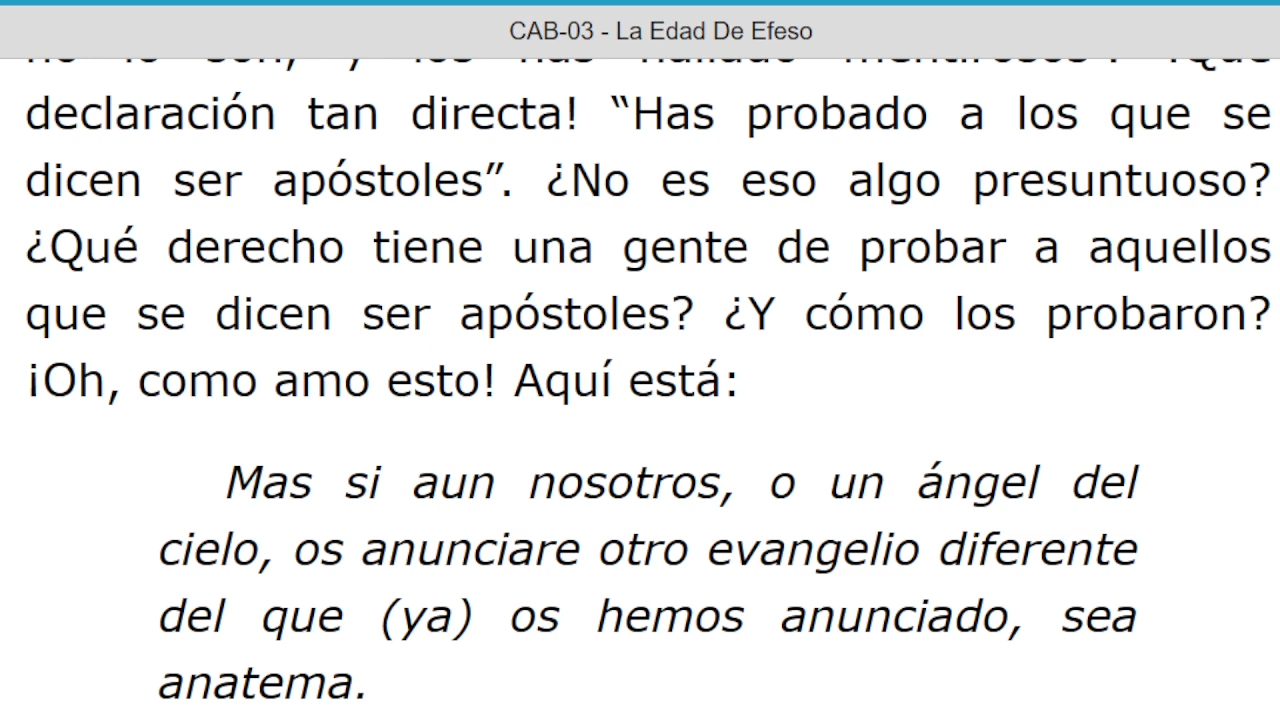 CAB-03 - La Edad De Efeso
declaración tan directa! “Has probado a los que se
dicen ser apóstoles”. ¿No es eso algo presuntuoso?
¿Qué derecho tiene una gente de probar a aquellos
que se dicen ser apóstoles? ¿Y cómo los probaron?
¡Oh, como amo esto! Aquí está:
Mas si aun nosotros, o un ángel del
cielo, os anunciare otro evangelio diferente
del que (ya) os hemos anunciado, sea
anatema.